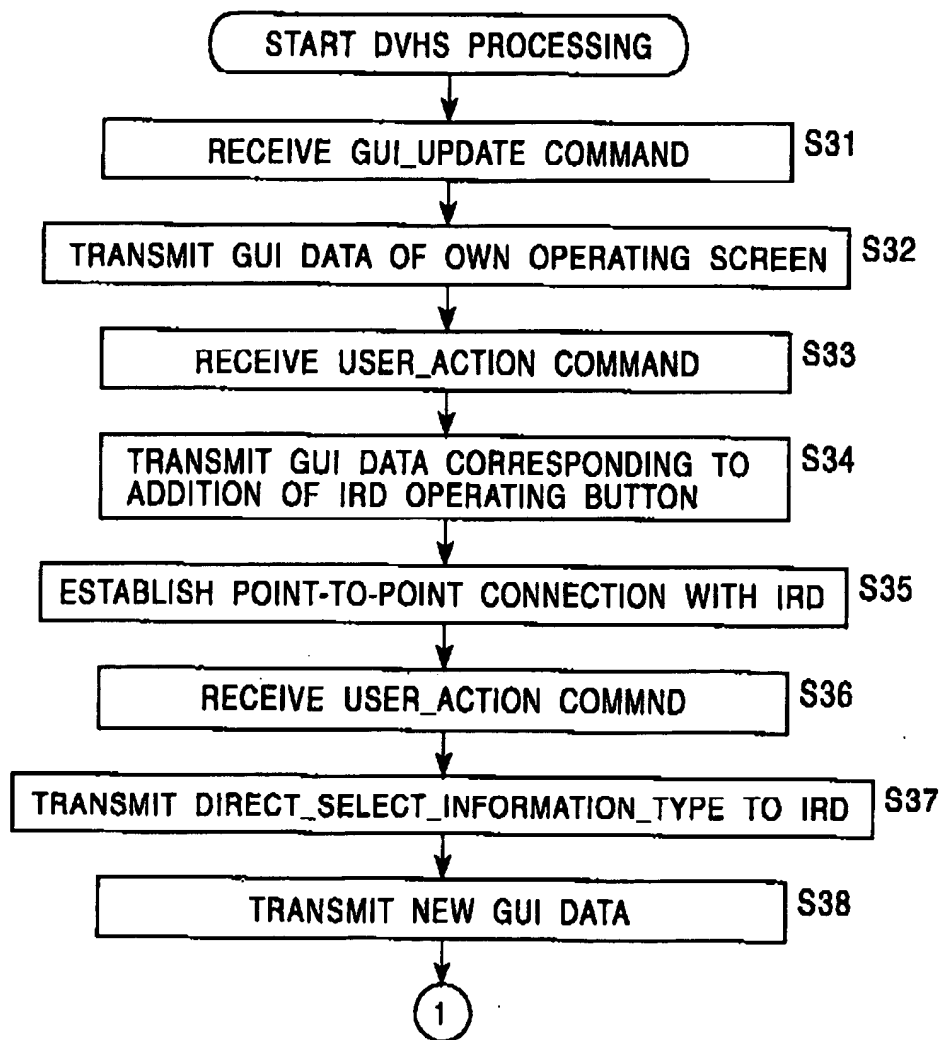 START DVHS PROCESSING
RECEIVE GUI_UPDATE COMMAND S31
TRANSMIT GUI DATA OF OWN OPERATING SCREEN S32
RECEIVE USER_ACTION COMMAND S33
TRANSMIT GUI DATA CORRESPONDING TO S34
ADDITION OF IRD OPERATING BUTTON
ESTABLISH POINT-TO-POINT CONNECTION WITH IRD S35
RECEIVE USER_ACTION COMMND S36
TRANSMIT DIRECT_SELECT_INFORMATION_TYPE TO IRD S37
TRANSMIT NEW GUI DATA S38
1